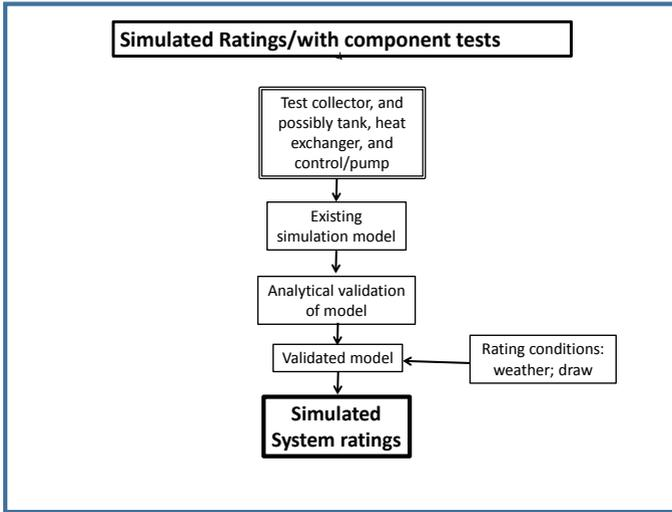 Simulated Ratings/with component tests
Test collector, and
possibly tank, heat
exchanger, and
control/pump
Existing
simulation model
Analytical validation
of model
Validated model
Rating conditions:
weather; draw
Simulated
System ratings